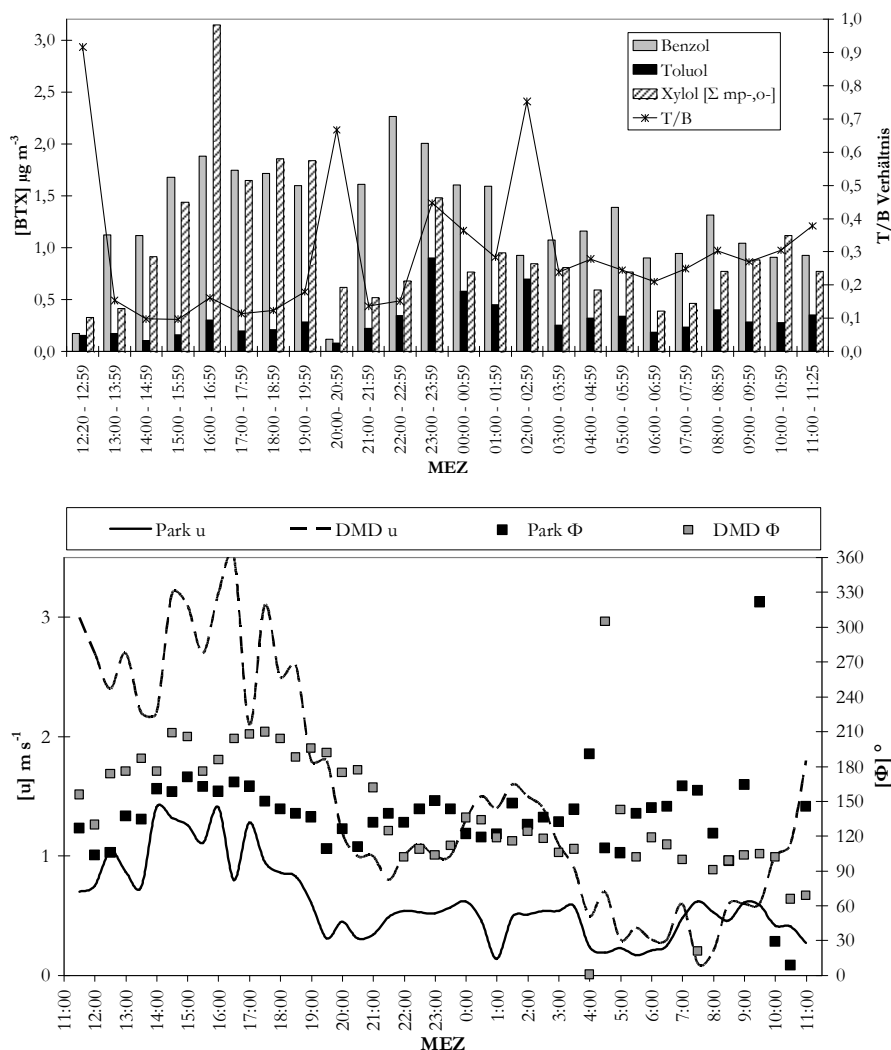 3,0
2,5
2,0
1,5
1,0
0,5
0,0
[BTX] µg m⁻³
Benzol
Toluol
Xylol [Σ mp-,o-]
T/B
1,0
0,9
0,8
0,7
0,6
0,5
0,4
0,3
0,2
0,1
0,0
T/B Verhältnis
12:20 - 12:59
13:00 - 13:59
14:00 - 14:59
15:00 - 15:59
16:00 - 16:59
17:00 - 17:59
18:00 - 18:59
19:00 - 19:59
20:00- 20:59
21:00 - 21:59
22:00 - 22:59
23:00 - 23:59
00:00 - 00:59
01:00 - 01:59
02:00 - 02:59
03:00 - 03:59
04:00 - 04:59
05:00 - 05:59
06:00 - 06:59
07:00 - 07:59
08:00 - 08:59
09:00 - 09:59
10:00 - 10:59
11:00 - 11:25
MEZ
Park u DMD u Park Φ DMD Φ
3
2
1
0
[u] m s⁻¹
360
330
300
270
240
210
180
150
120
90
60
30
0
[Φ] °
11:00
12:00
13:00
14:00
15:00
16:00
17:00
18:00
19:00
20:00
21:00
22:00
23:00
0:00
1:00
2:00
3:00
4:00
5:00
6:00
7:00
8:00
9:00
10:00
11:00
MEZ